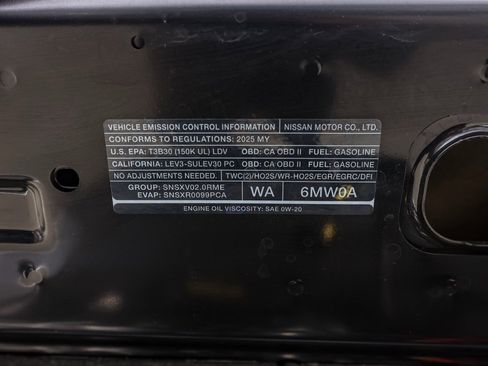 VEHICLE EMISSION CONTROL INFORMATION NISSAN MOTOR CO., LTD.
CONFORMS TO REGULATIONS: 2025 MY
U.S. EPA: T3B30 (150K UL) LDV OBD: CA OBD II FUEL: GASOLINE
CALIFORNIA: LEV3-SULEV30 PC OBD: CA OBD II FUEL: GASOLINE
NO ADJUSTMENTS NEEDED. TWC(2)/HO2S/WR-HO2S/EGR/EGRC/DFI
GROUP: SNSXV02.0RME
EVAP: SNSXR0099PCA
WA 6MW0A
ENGINE OIL VISCOSITY: SAE 0W-20